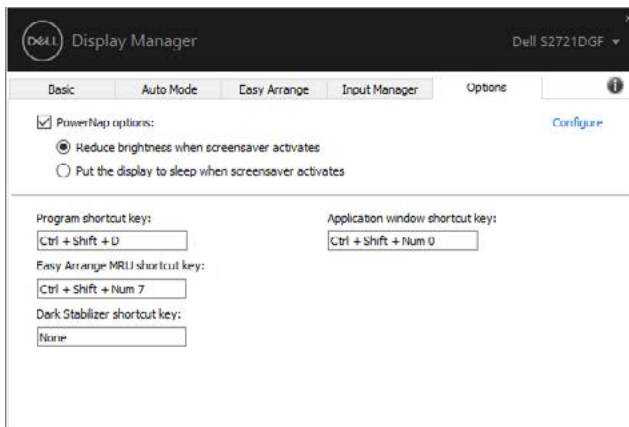 DELL Display Manager Dell S2721DGF
Basic Auto Mode Easy Arrange Input Manager Options
PowerNap options: Configure
Reduce brightness when screensaver activates
Put the display to sleep when screensaver activates
Program shortcut key: Application window shortcut key:
Ctrl + Shift + D Ctrl + Shift + Num 0
Easy Arrange MRU shortcut key:
Ctrl + Shift + Num 7
Dark Stabilizer shortcut key:
None